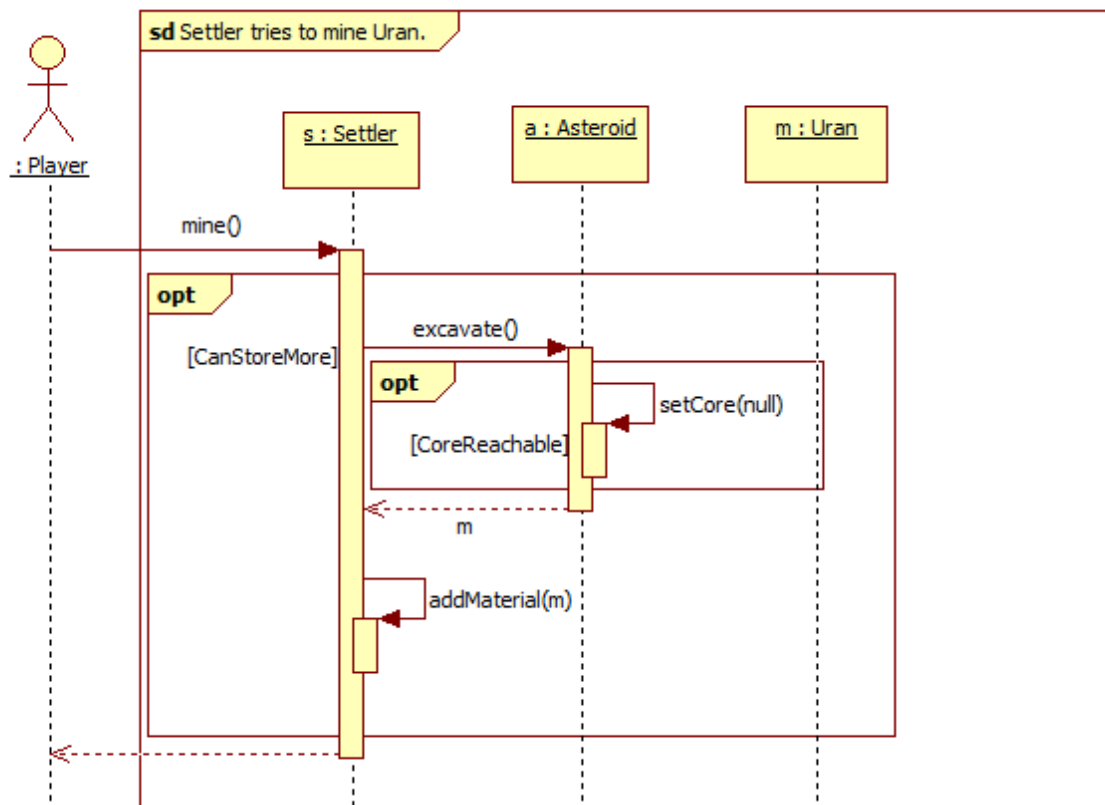 sd Settler tries to mine Uran.
: Player
s : Settler
a : Asteroid
m : Uran
mine()
opt
[CanStoreMore]
excavate()
opt
[CoreReachable]
setCore(null)
m
addMaterial(m)